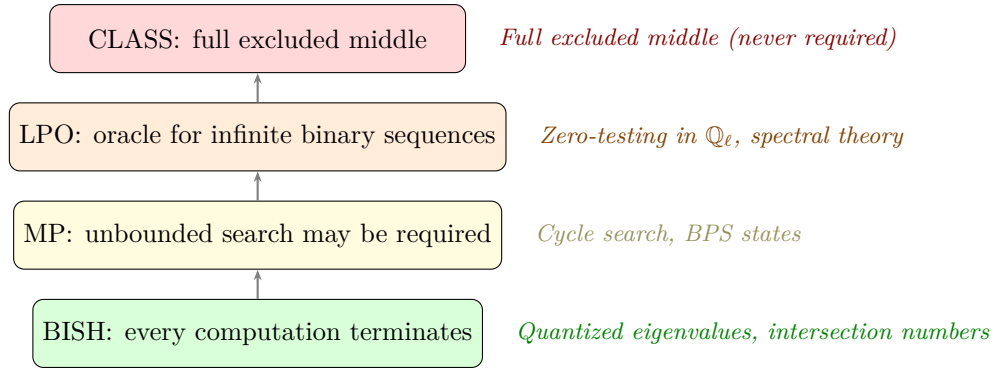 CLASS: full excluded middle
Full excluded middle (never required)
LPO: oracle for infinite binary sequences
Zero-testing in ℚℓ, spectral theory
MP: unbounded search may be required
Cycle search, BPS states
BISH: every computation terminates
Quantized eigenvalues, intersection numbers